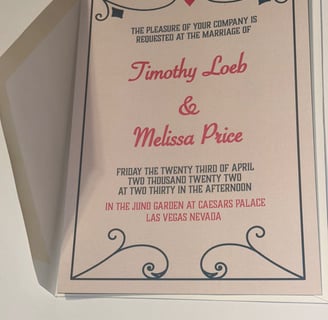 THE PLEASURE OF YOUR COMPANY IS
REQUESTED AT THE MARRIAGE OF
Timothy Loeb
&
Melissa Price
FRIDAY THE TWENTY THIRD OF APRIL
TWO THOUSAND TWENTY TWO
AT TWO THIRTY IN THE AFTERNOON
IN THE JUNO GARDEN AT CAESARS PALACE
LAS VEGAS NEVADA